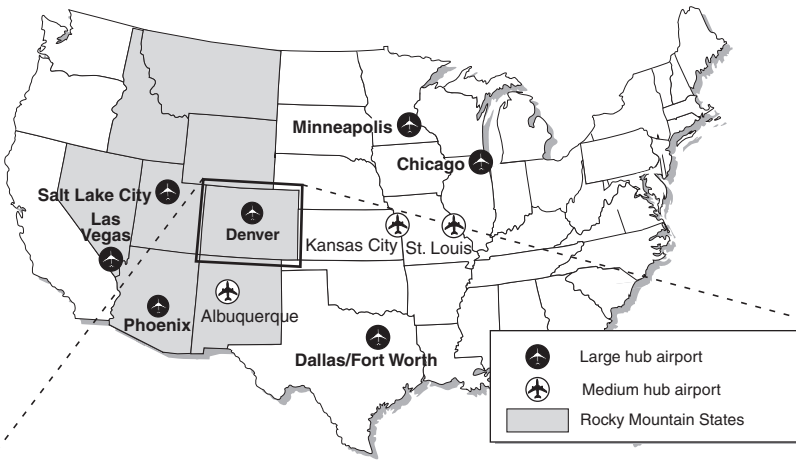 Minneapolis
Chicago
Salt Lake City
Las
Vegas
Denver
Kansas City
St. Louis
Phoenix
Albuquerque
Dallas/Fort Worth
Large hub airport
Medium hub airport
Rocky Mountain States